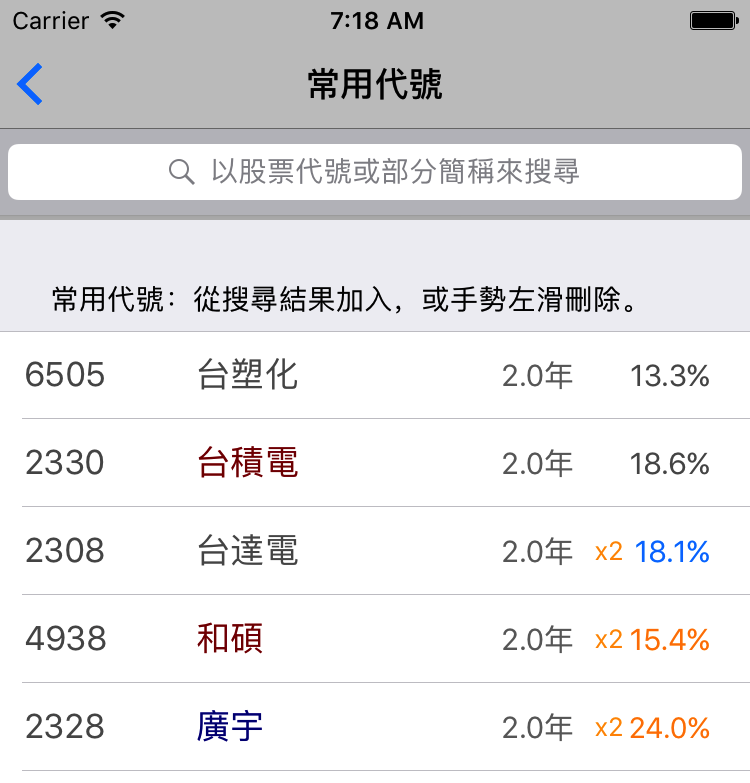 Carrier 7:18 AM
常用代號
以股票代號或部分簡稱來搜尋
常用代號：從搜尋結果加入，或手勢左滑刪除。
6505 台塑化 2.0年 13.3%
2330 台積電 2.0年 18.6%
2308 台達電 2.0年 x2 18.1%
4938 和碩 2.0年 x2 15.4%
2328 廣宇 2.0年 x2 24.0%